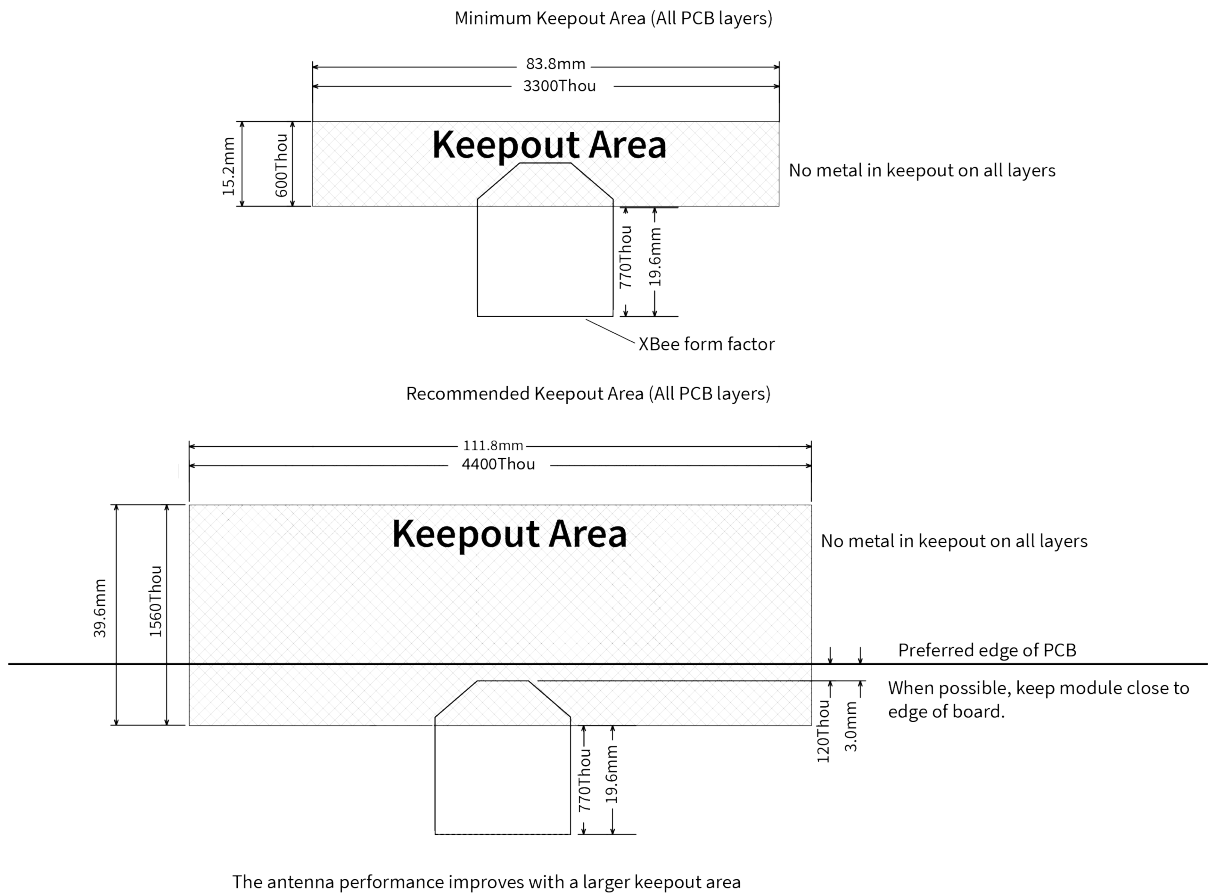 Minimum Keepout Area (All PCB layers)
83.8mm
3300Thou
Keepout Area
15.2mm
600Thou
No metal in keepout on all layers
770Thou
19.6mm
XBee form factor
Recommended Keepout Area (All PCB layers)
111.8mm
4400Thou
Keepout Area
No metal in keepout on all layers
39.6mm
1560Thou
Preferred edge of PCB
When possible, keep module close to
edge of board.
120Thou
3.0mm
770Thou
19.6mm
The antenna performance improves with a larger keepout area